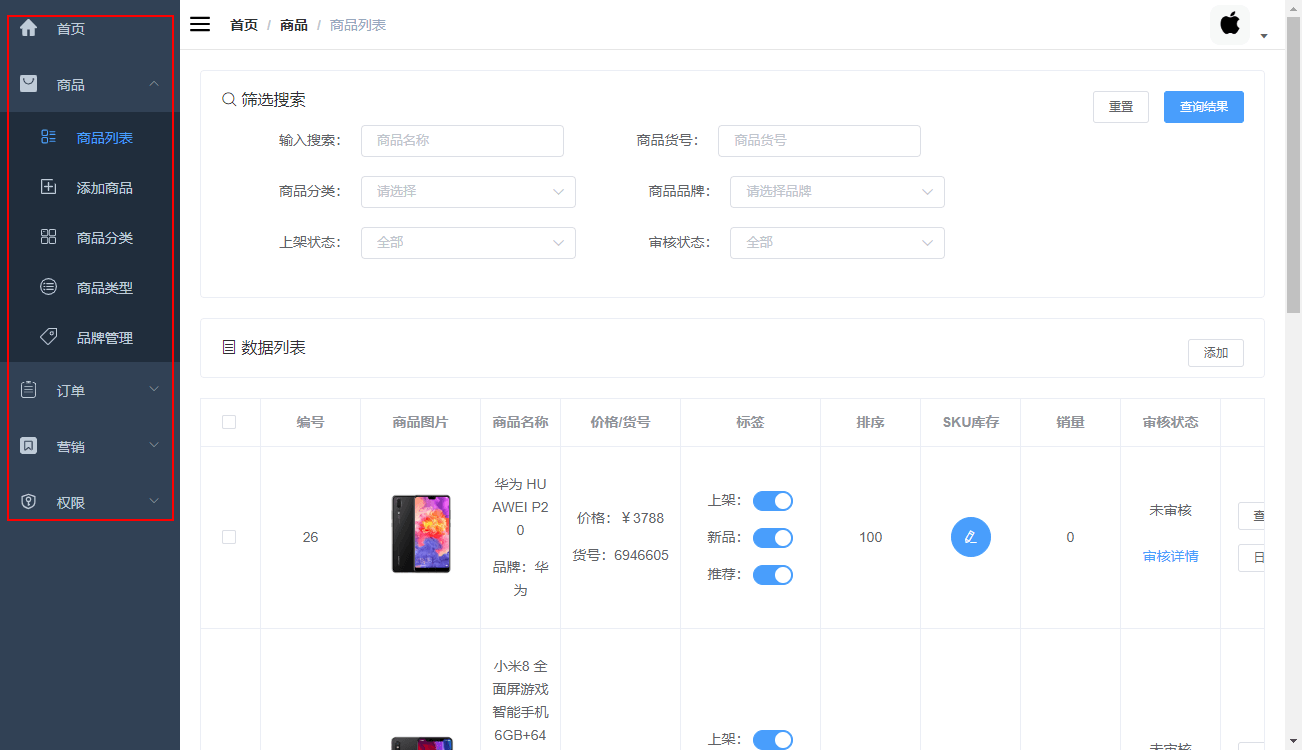 首页
商品
商品列表
添加商品
商品分类
商品类型
品牌管理
订单
营销
权限
首页 / 商品 / 商品列表
筛选搜索
重置
查询结果
输入搜索： 商品名称
商品货号： 商品货号
商品分类： 请选择
商品品牌： 请选择品牌
上架状态： 全部
审核状态： 全部
数据列表
添加
编号 商品图片 商品名称 价格/货号 标签 排序 SKU库存 销量 审核状态
26
华为 HU
AWEI P2
0
品牌：华
为
价格：￥3788
货号：6946605
上架：
新品：
推荐：
100
0
未审核
审核详情
查
日
小米8 全
面屏游戏
智能手机
6GB+64
上架：
未审核